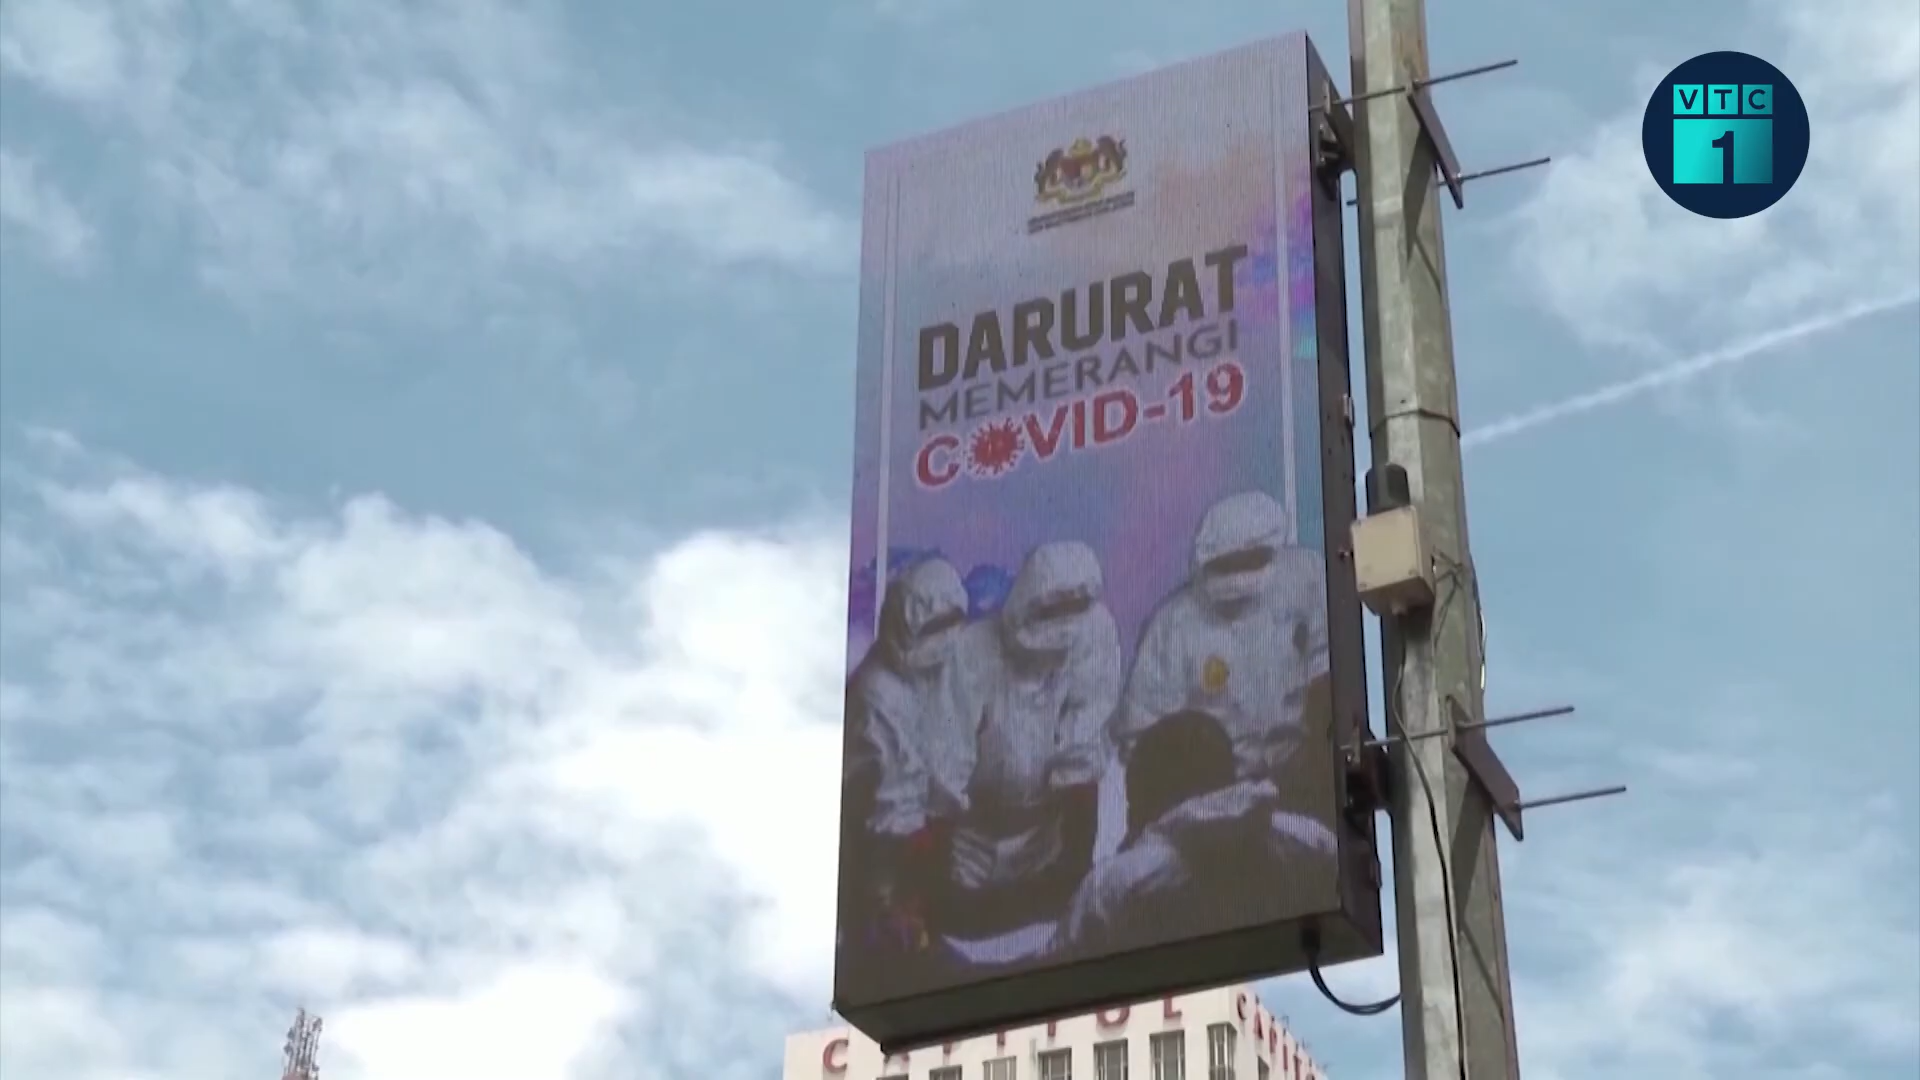 VTC
1
DARURAT
MEMERANGI
COVID-19
CAPITOL